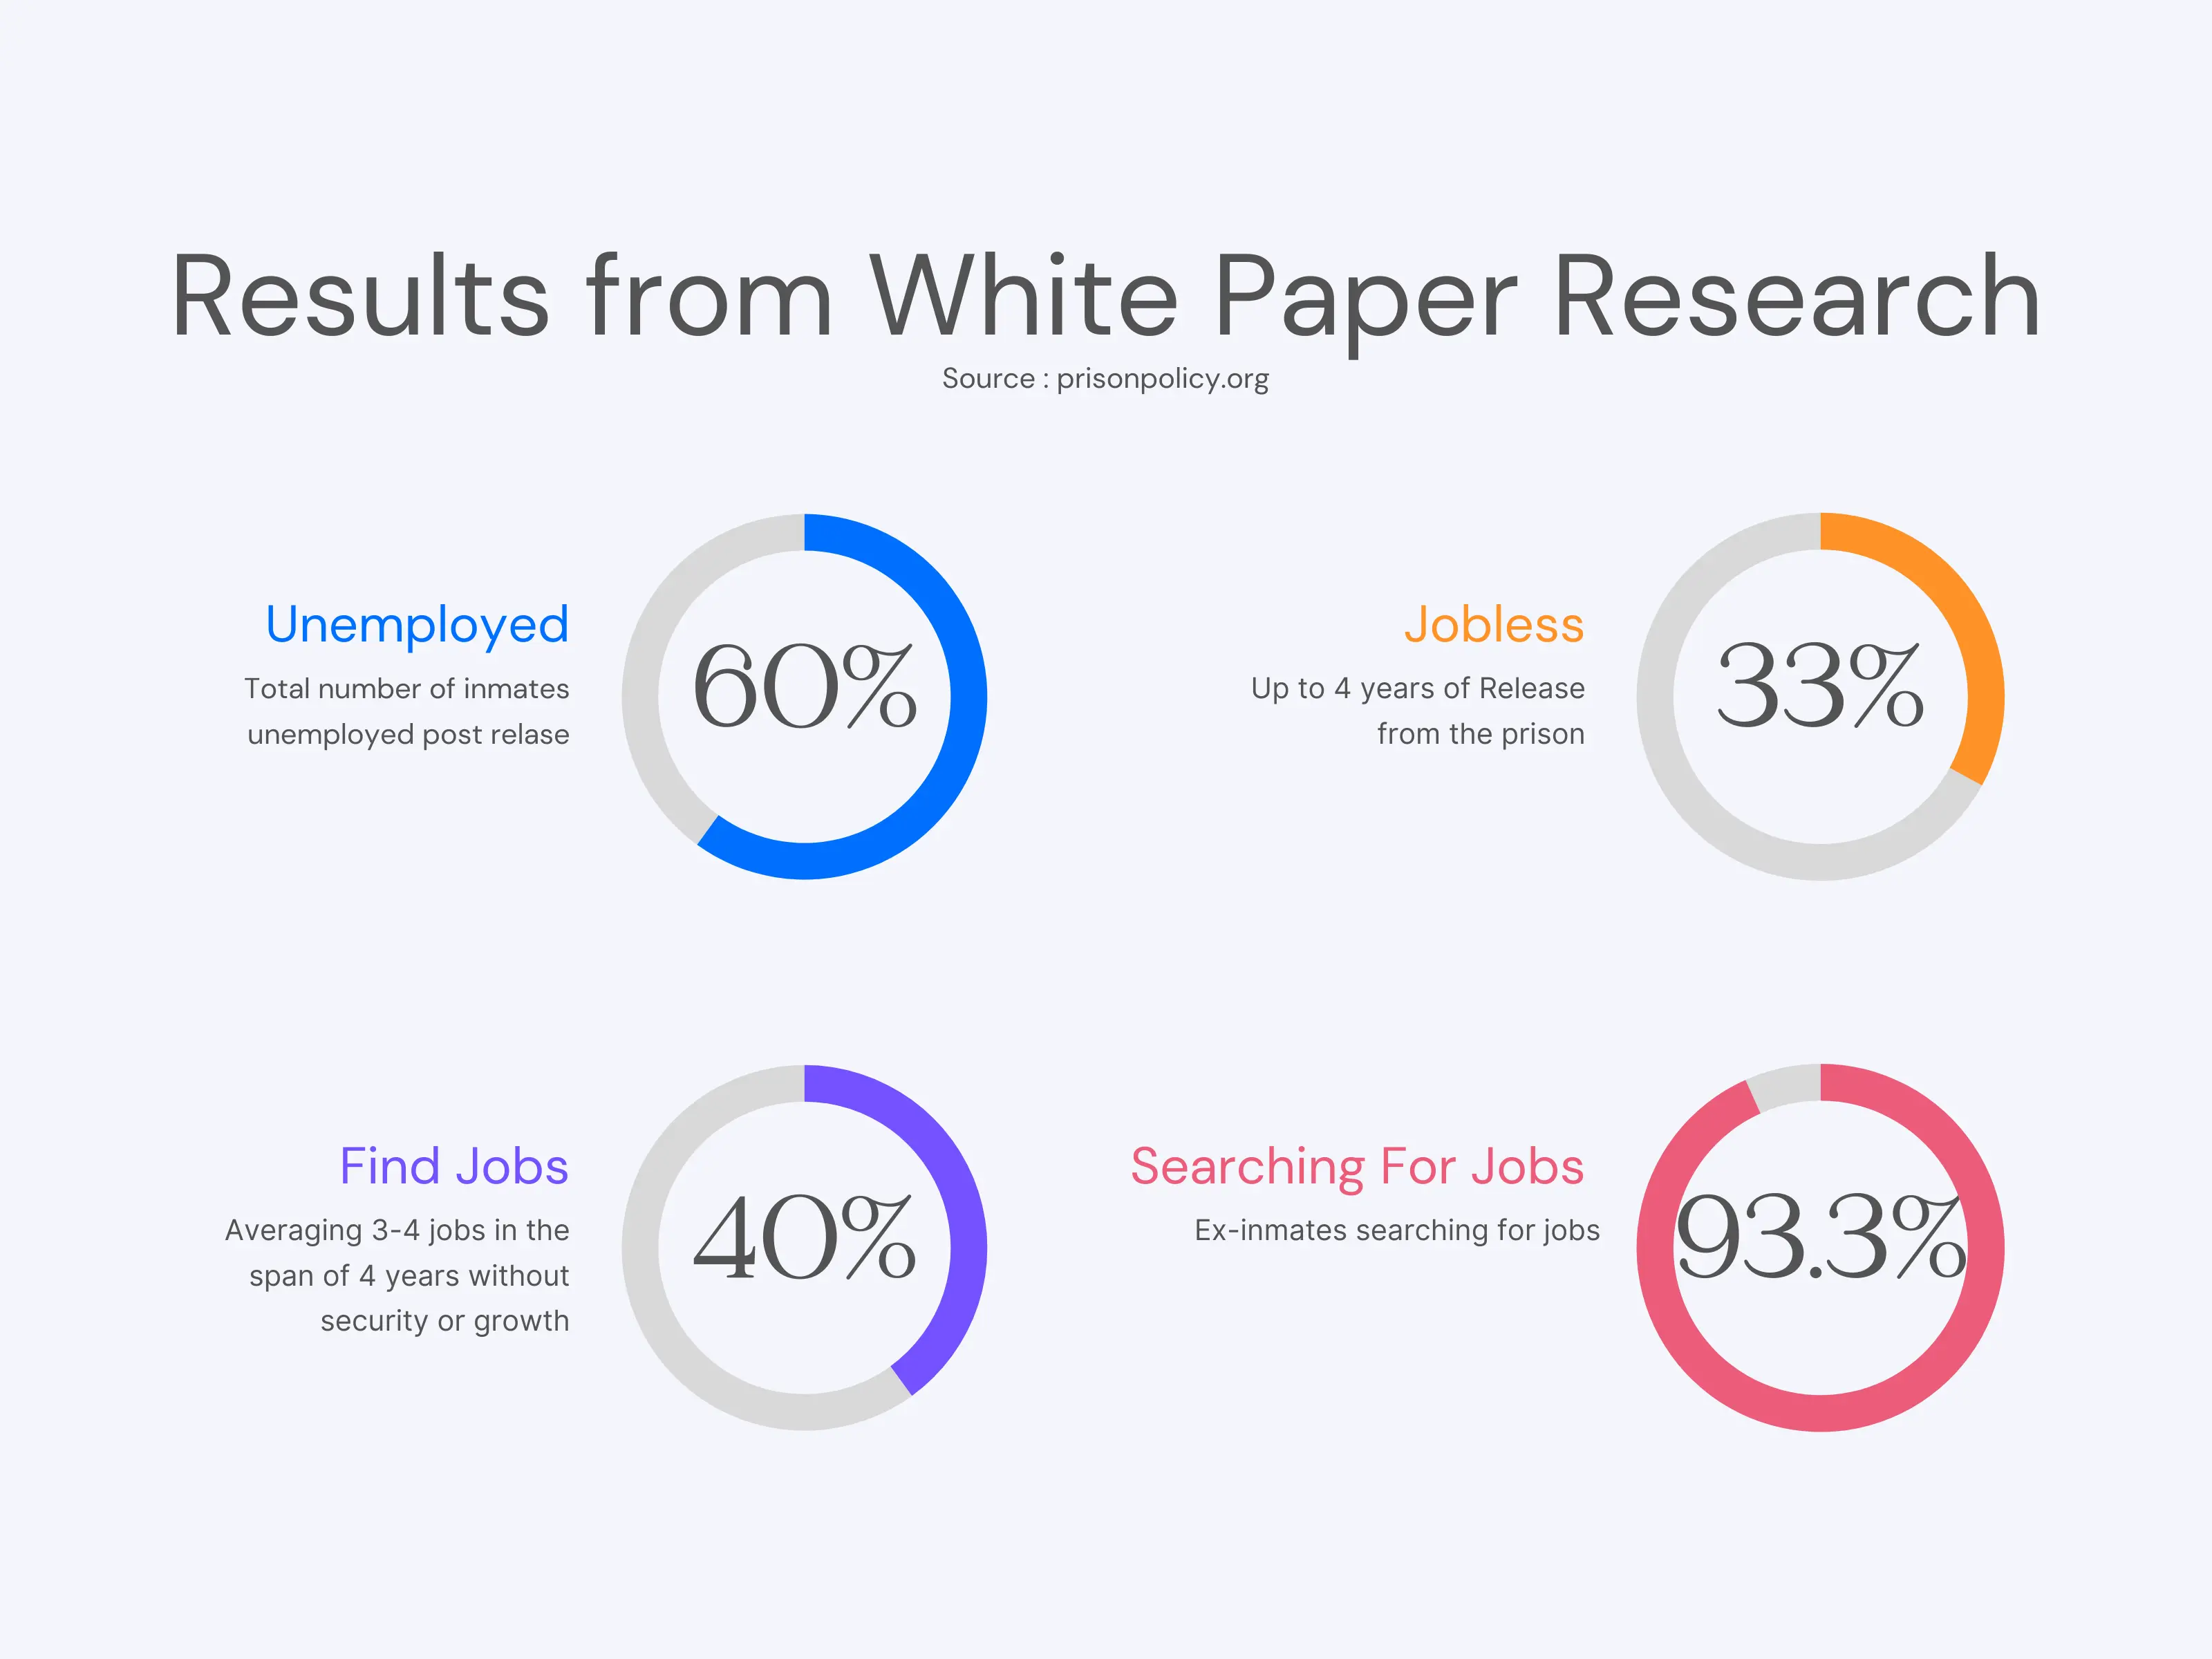 Results from White Paper Research
Source : prisonpolicy.org
Unemployed
Total number of inmates
unemployed post relase
60%
Jobless
Up to 4 years of Release
from the prison
33%
Find Jobs
Averaging 3-4 jobs in the
span of 4 years without
security or growth
40%
Searching For Jobs
Ex-inmates searching for jobs
93.3%